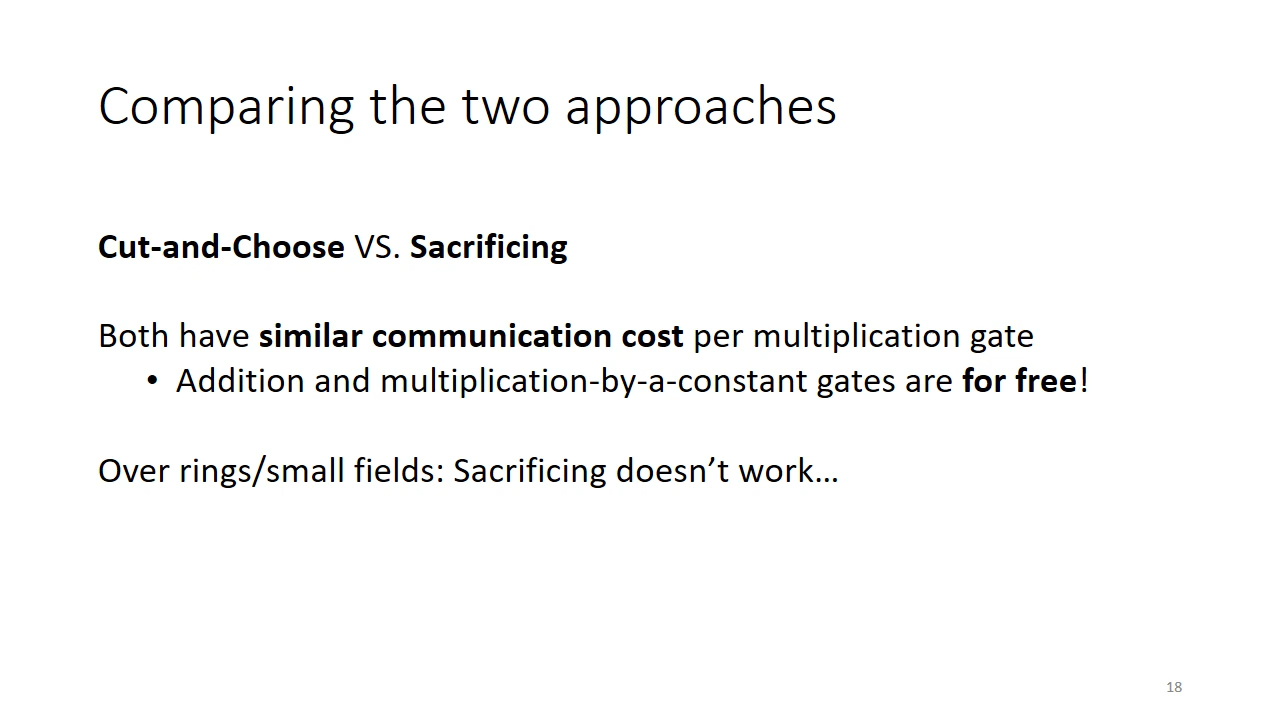 Comparing the two approaches
Cut-and-Choose VS. Sacrificing
Both have similar communication cost per multiplication gate
• Addition and multiplication-by-a-constant gates are for free!
Over rings/small fields: Sacrificing doesn’t work…
18